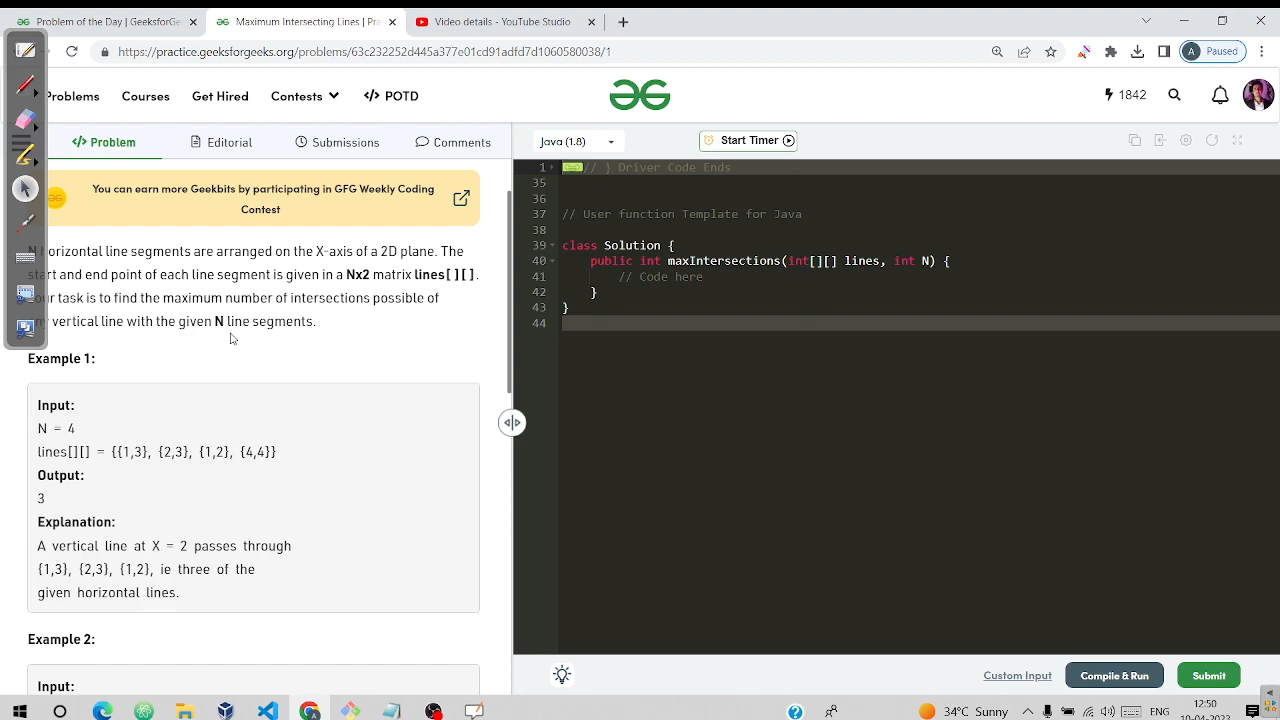 Problem of the Day | GeeksforGe
Maximum Intersecting Lines | Pra
Video details - YouTube Studio
https://practice.geeksforgeeks.org/problems/63c232252d445a377e01cd91adfd7d1060580038/1
A Paused
Problems
Courses
Get Hired
Contests
</> POTD
1842
</> Problem
Editorial
Submissions
Comments
Java (1.8)
Start Timer
You can earn more Geekbits by participating in GFG Weekly Coding
Contest
N horizontal line segments are arranged on the X-axis of a 2D plane. The
start and end point of each line segment is given in a Nx2 matrix lines[ ][ ].
Your task is to find the maximum number of intersections possible of
any vertical line with the given N line segments.
Example 1:
Input:
N = 4
lines[][] = {{1,3}, {2,3}, {1,2}, {4,4}}
Output:
3
Explanation:
A vertical line at X = 2 passes through
{1,3}, {2,3}, {1,2}, ie three of the
given horizontal lines.
Example 2:
Input:
1 // } Driver Code Ends
35
36
37 // User function Template for Java
38
39 class Solution {
40 public int maxIntersections(int[][] lines, int N) {
41 // Code here
42 }
43 }
44
Custom Input
Compile & Run
Submit
34°C Sunny
ENG
12:50